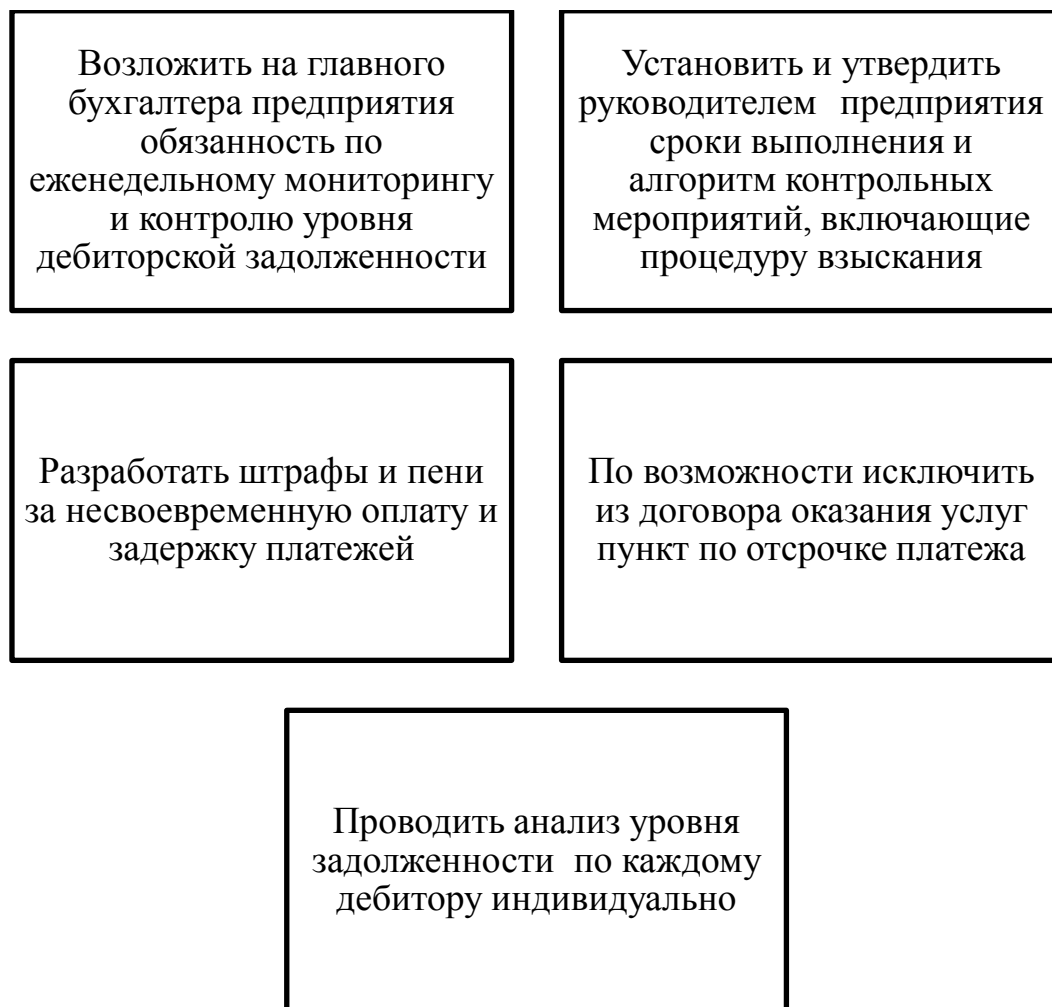 Возложить на главного
бухгалтера предприятия
обязанность по
еженедельному мониторингу
и контролю уровня
дебиторской задолженности
Установить и утвердить
руководителем предприятия
сроки выполнения и
алгоритм контрольных
мероприятий, включающие
процедуру взыскания
Разработать штрафы и пени
за несвоевременную оплату и
задержку платежей
По возможности исключить
из договора оказания услуг
пункт по отсрочке платежа
Проводить анализ уровня
задолженности по каждому
дебитору индивидуально